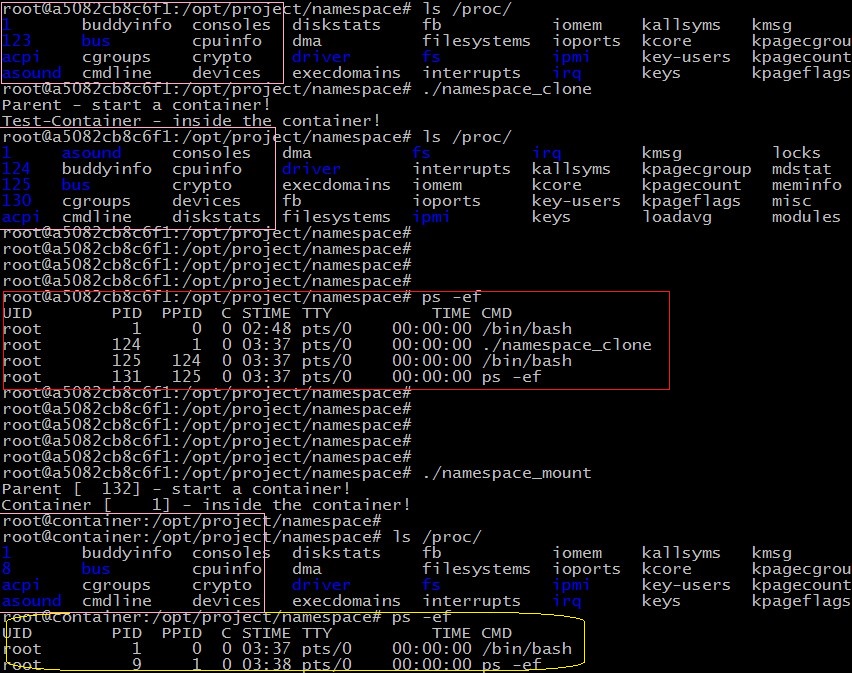 root@a5082cb8c6f1:/opt/project/namespace# ls /proc/
1 buddyinfo consoles diskstats fb iomem kallsyms kmsg
123 bus cpuinfo dma filesystems ioports kcore kpagecgrou
acpi cgroups crypto driver fs ipmi key-users kpagecount
asound cmdline devices execdomains interrupts irq keys kpageflags
root@a5082cb8c6f1:/opt/project/namespace# ./namespace_clone
Parent - start a container!
Test-Container - inside the container!
root@a5082cb8c6f1:/opt/project/namespace# ls /proc/
1 asound consoles dma fs irq kmsg locks
124 buddyinfo cpuinfo driver interrupts kallsyms kpagecgroup mdstat
125 bus crypto execdomains iomem kcore kpagecount meminfo
130 cgroups devices fb ioports key-users kpageflags misc
acpi cmdline diskstats filesystems ipmi keys loadavg modules
root@a5082cb8c6f1:/opt/project/namespace#
root@a5082cb8c6f1:/opt/project/namespace#
root@a5082cb8c6f1:/opt/project/namespace#
root@a5082cb8c6f1:/opt/project/namespace#
root@a5082cb8c6f1:/opt/project/namespace# ps -ef
UID PID PPID C STIME TTY TIME CMD
root 1 0 0 02:48 pts/0 00:00:00 /bin/bash
root 124 1 0 03:37 pts/0 00:00:00 ./namespace_clone
root 125 124 0 03:37 pts/0 00:00:00 /bin/bash
root 131 125 0 03:37 pts/0 00:00:00 ps -ef
root@a5082cb8c6f1:/opt/project/namespace#
root@a5082cb8c6f1:/opt/project/namespace#
root@a5082cb8c6f1:/opt/project/namespace#
root@a5082cb8c6f1:/opt/project/namespace#
root@a5082cb8c6f1:/opt/project/namespace#
root@a5082cb8c6f1:/opt/project/namespace# ./namespace_mount
Parent [ 132] - start a container!
Container [ 1] - inside the container!
root@container:/opt/project/namespace#
root@container:/opt/project/namespace# ls /proc/
1 buddyinfo consoles diskstats fb iomem kallsyms kmsg
8 bus cpuinfo dma filesystems ioports kcore kpagecgrou
acpi cgroups crypto driver fs ipmi key-users kpagecount
asound cmdline devices execdomains interrupts irq keys kpageflags
root@container:/opt/project/namespace# ps -ef
UID PID PPID C STIME TTY TIME CMD
root 1 0 0 03:37 pts/0 00:00:00 /bin/bash
root 9 1 0 03:38 pts/0 00:00:00 ps -ef